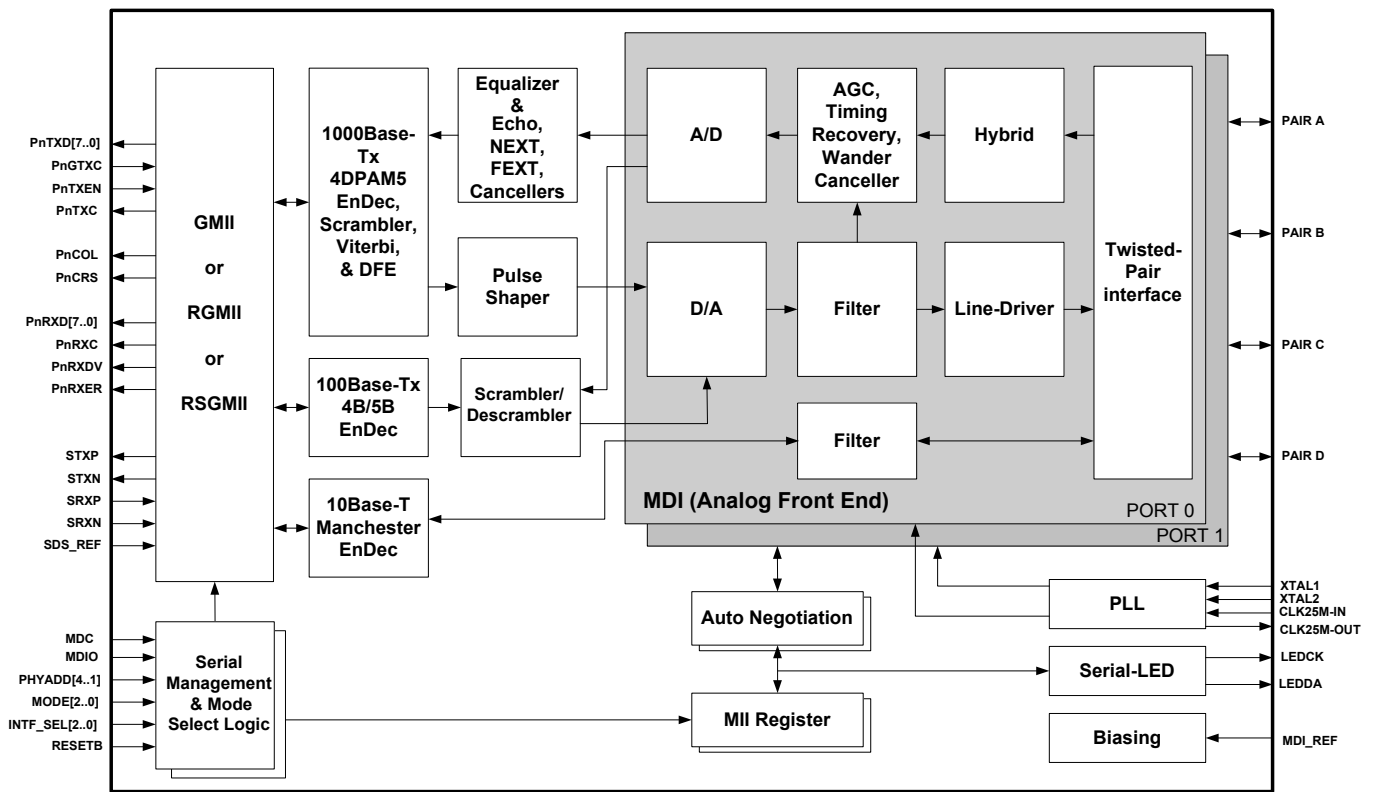 PnTXD[7..0]
PnGTXC
PnTXEN
PnTXC
PnCOL
PnCRS
PnRXD[7..0]
PnRXC
PnRXDV
PnRXER
STXP
STXN
SRXP
SRXN
SDS_REF
MDC
MDIO
PHYADD[4..1]
MODE[2..0]
INTF_SEL[2..0]
RESETB
GMII
or
RGMII
or
RSGMII
Serial
Management
& Mode
Select Logic
1000Base-
Tx
4DPAM5
EnDec,
Scrambler,
Viterbi,
& DFE
100Base-Tx
4B/5B
EnDec
10Base-T
Manchester
EnDec
Equalizer
&
Echo,
NEXT,
FEXT,
Cancellers
Pulse
Shaper
Scrambler/
Descrambler
A/D
AGC,
Timing
Recovery,
Wander
Canceller
Hybrid
D/A
Filter
Line-Driver
Filter
Twisted-
Pair
interface
MDI (Analog Front End)
PORT 0
PORT 1
Auto Negotiation
MII Register
PLL
Serial-LED
Biasing
PAIR A
PAIR B
PAIR C
PAIR D
XTAL1
XTAL2
CLK25M-IN
CLK25M-OUT
LEDCK
LEDDA
MDI_REF